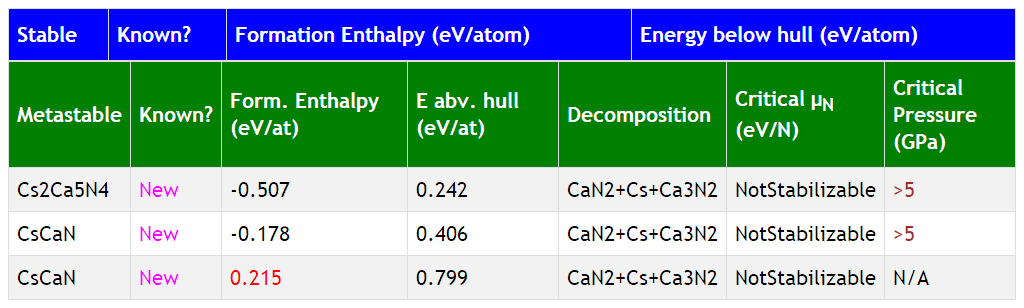 Stable Known? Formation Enthalpy (eV/atom) Energy below hull (eV/atom)
Metastable Known? Form. Enthalpy (eV/at) E abv. hull (eV/at) Decomposition Critical μN (eV/N) Critical Pressure (GPa)
Cs2Ca5N4 New -0.507 0.242 CaN2+Cs+Ca3N2 NotStabilizable >5
CsCaN New -0.178 0.406 CaN2+Cs+Ca3N2 NotStabilizable >5
CsCaN New 0.215 0.799 CaN2+Cs+Ca3N2 NotStabilizable N/A